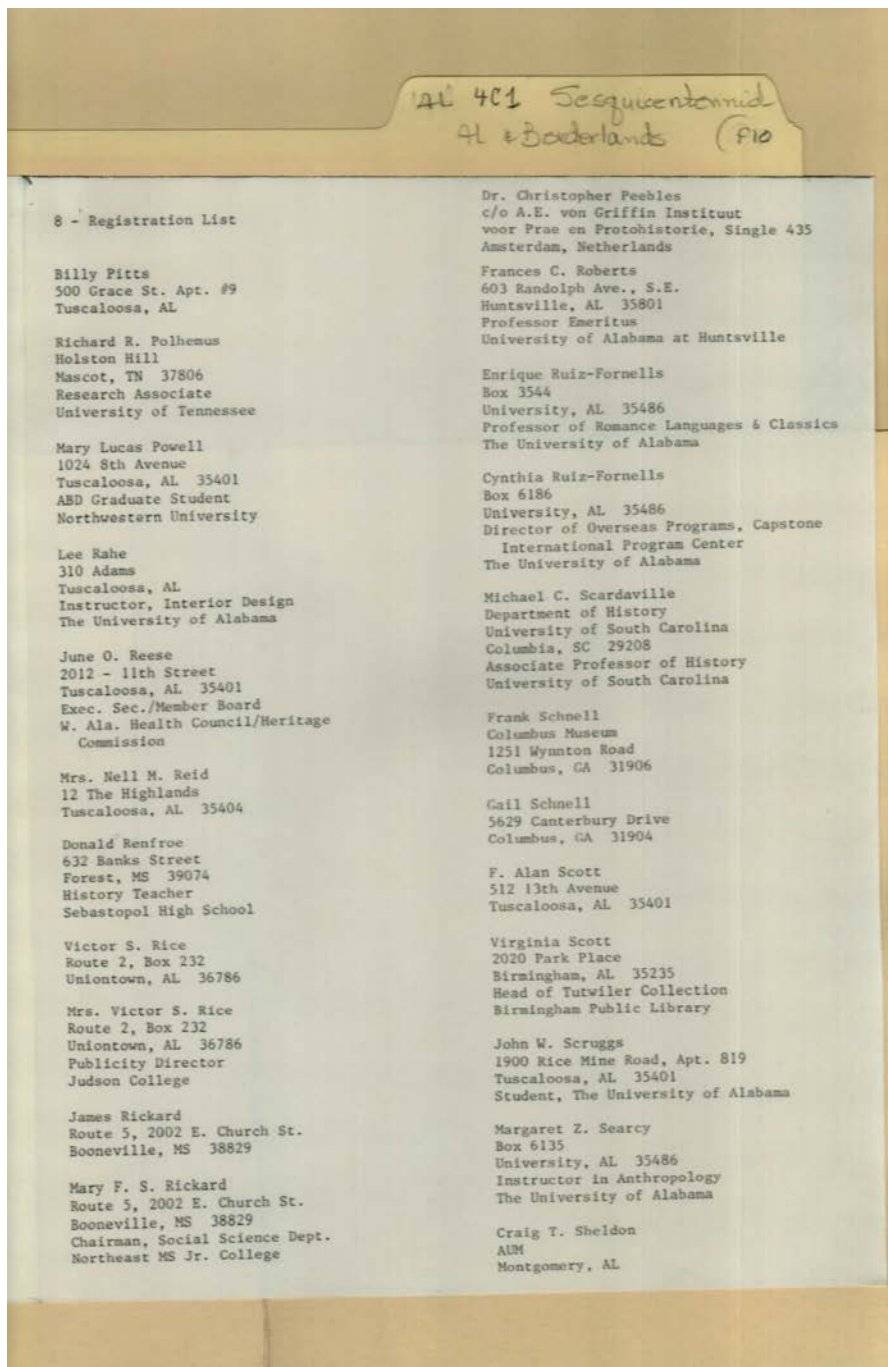 AL 4C1 Sesquicentennial
AL & Borderlands (F10
8 - Registration List
Billy Pitts
500 Grace St. Apt. #9
Tuscaloosa, AL
Richard R. Polhemus
Holston Hill
Mascot, TN 37806
Research Associate
University of Tennessee
Mary Lucas Powell
1024 8th Avenue
Tuscaloosa, AL 35401
ABD Graduate Student
Northwestern University
Lee Rahe
310 Adams
Tuscaloosa, AL
Instructor, Interior Design
The University of Alabama
June O. Reese
2012 - 11th Street
Tuscaloosa, AL 35401
Exec. Sec./Member Board
W. Ala. Health Council/Heritage
Commission
Mrs. Nell M. Reid
12 The Highlands
Tuscaloosa, AL 35404
Donald Renfroe
632 Banks Street
Forest, MS 39074
History Teacher
Sebastopol High School
Victor S. Rice
Route 2, Box 232
Uniontown, AL 36786
Mrs. Victor S. Rice
Route 2, Box 232
Uniontown, AL 36786
Publicity Director
Judson College
James Rickard
Route 5, 2002 E. Church St.
Booneville, MS 38829
Mary F. S. Rickard
Route 5, 2002 E. Church St.
Booneville, MS 38829
Chairman, Social Science Dept.
Northeast MS Jr. College
Dr. Christopher Peebles
c/o A.E. von Griffin Instituut
voor Prae en Protohistorie, Single 435
Amsterdam, Netherlands
Frances C. Roberts
603 Randolph Ave., S.E.
Huntsville, AL 35801
Professor Emeritus
University of Alabama at Huntsville
Enrique Ruiz-Fornells
Box 3544
University, AL 35486
Professor of Romance Languages & Classics
The University of Alabama
Cynthia Ruiz-Fornells
Box 6186
University, AL 35486
Director of Overseas Programs, Capstone
International Program Center
The University of Alabama
Michael C. Scardaville
Department of History
University of South Carolina
Columbia, SC 29208
Associate Professor of History
University of South Carolina
Frank Schnell
Columbus Museum
1251 Wynnton Road
Columbus, GA 31906
Gail Schnell
5629 Canterbury Drive
Columbus, GA 31904
F. Alan Scott
512 13th Avenue
Tuscaloosa, AL 35401
Virginia Scott
2020 Park Place
Birmingham, AL 35235
Head of Tutwiler Collection
Birmingham Public Library
John W. Scruggs
1900 Rice Mine Road, Apt. 819
Tuscaloosa, AL 35401
Student, The University of Alabama
Margaret Z. Searcy
Box 6135
University, AL 35486
Instructor in Anthropology
The University of Alabama
Craig T. Sheldon
AUM
Montgomery, AL